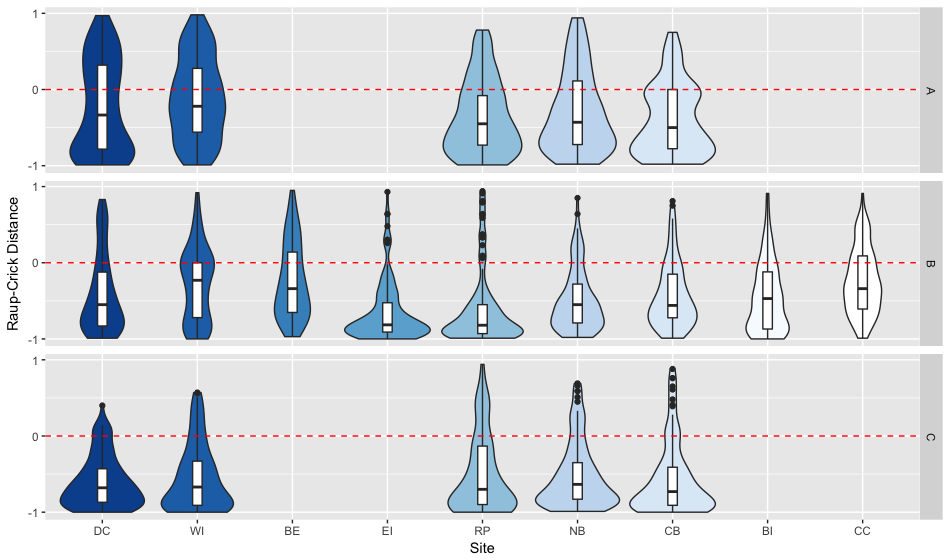 1
0
-1
A
Raup-Crick Distance
1
0
-1
B
1
0
-1
C
DC WI BE EI RP NB CB BI CC
Site